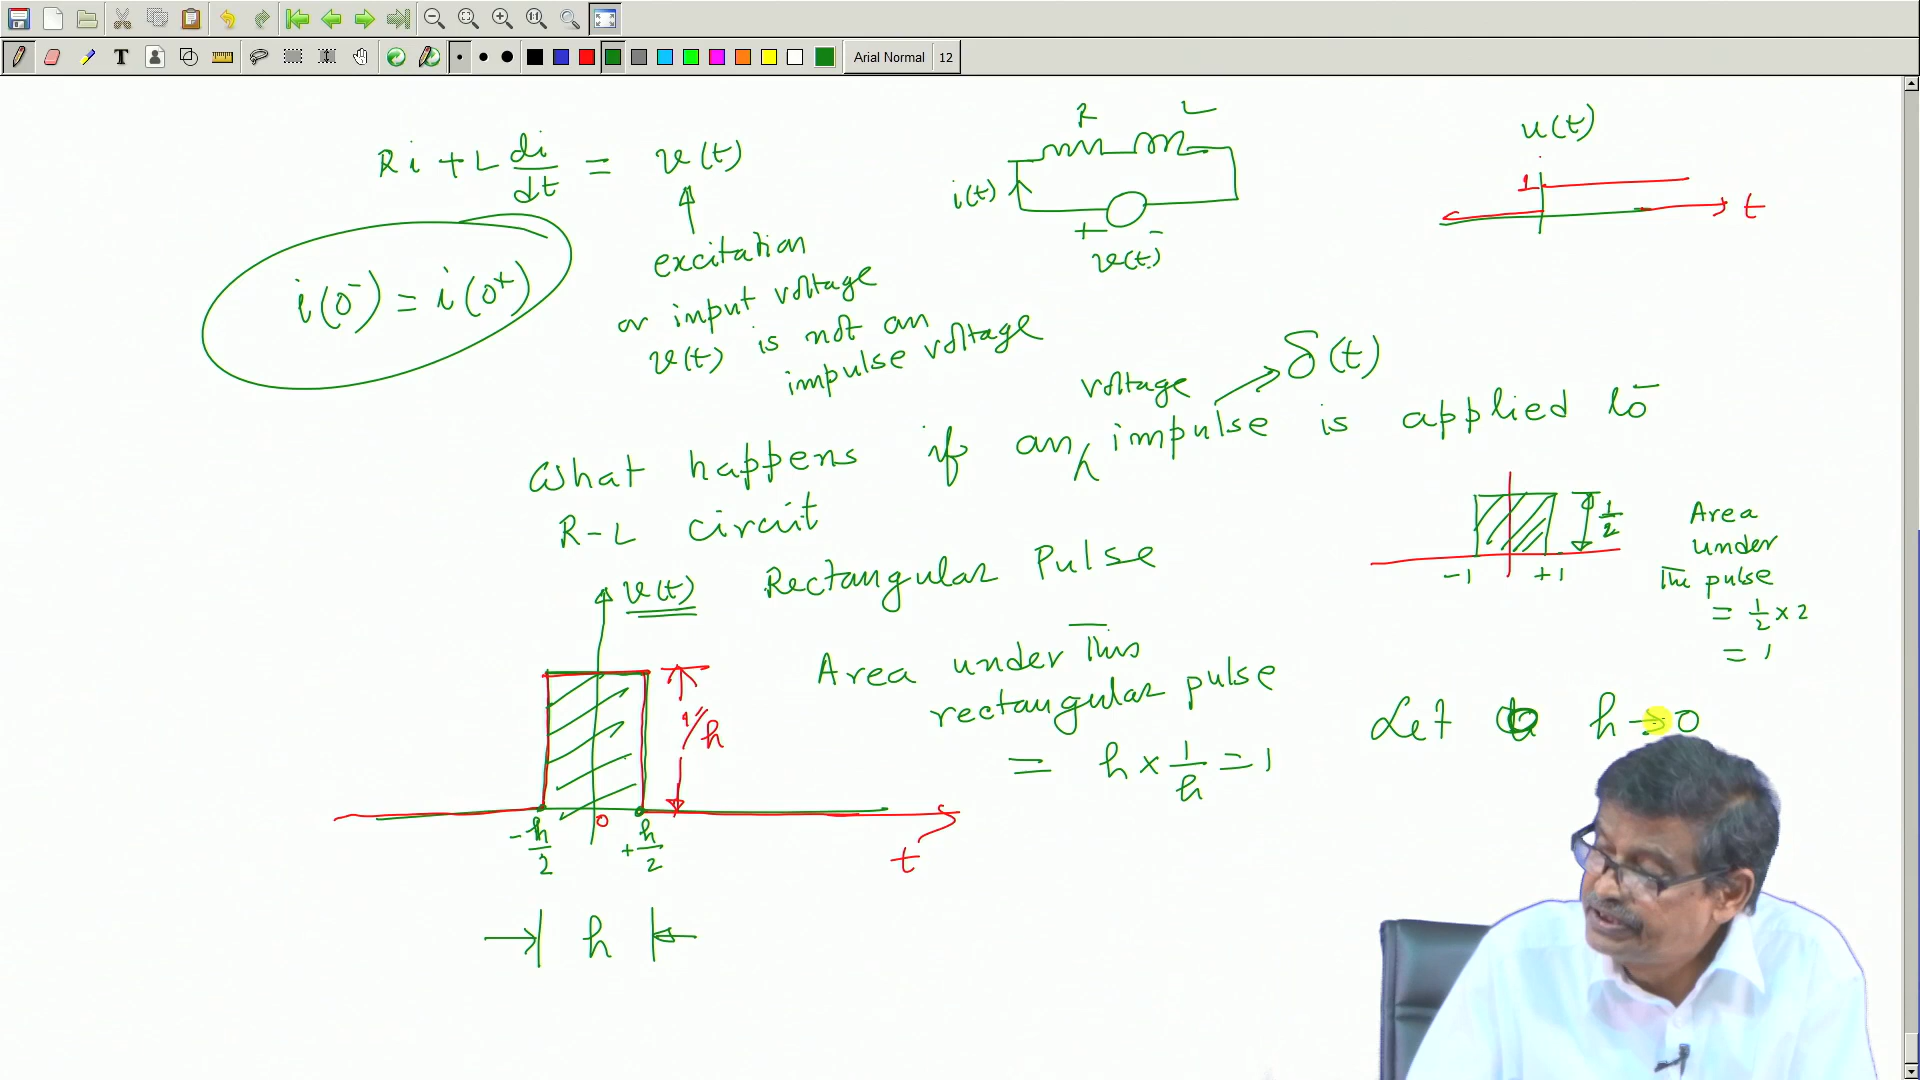 Arial Normal 12
Ri + L di/dt = v(t)
R L
i(t)
+ -
v(t)
u(t)
1
t
i(0-) = i(0+)
excitation
or input voltage
v(t) is not an
impulse voltage
voltage δ(t)
What happens if an impulse is applied to
R-L circuit
v(t) Rectangular Pulse
1/h
-h/2 0 +h/2
t
h
Area under This
rectangular pulse
= h × 1/h = 1
1/2
-1 +1
Area
under
The pulse
= 1/2 × 2
= 1
Let h → 0